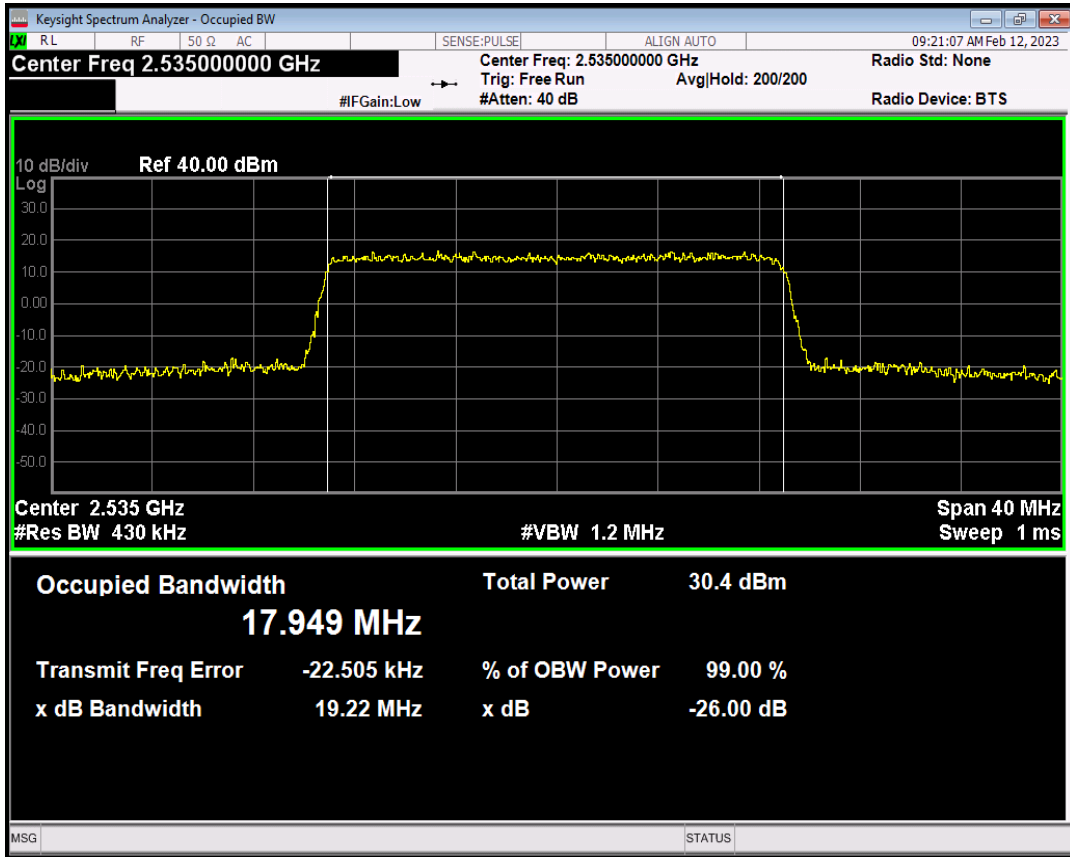 Keysight Spectrum Analyzer - Occupied BW
LXI RL RF 50 Ω AC SENSE:PULSE ALIGN AUTO 09:21:07 AM Feb 12, 2023
Center Freq 2.535000000 GHz Center Freq: 2.535000000 GHz Radio Std: None
Trig: Free Run Avg|Hold: 200/200
#IFGain:Low #Atten: 40 dB Radio Device: BTS
10 dB/div Ref 40.00 dBm
Log
30.0
20.0
10.0
0.00
-10.0
-20.0
-30.0
-40.0
-50.0
Center 2.535 GHz Span 40 MHz
#Res BW 430 kHz #VBW 1.2 MHz Sweep 1 ms
Occupied Bandwidth Total Power 30.4 dBm
17.949 MHz
Transmit Freq Error -22.505 kHz % of OBW Power 99.00 %
x dB Bandwidth 19.22 MHz x dB -26.00 dB
MSG STATUS